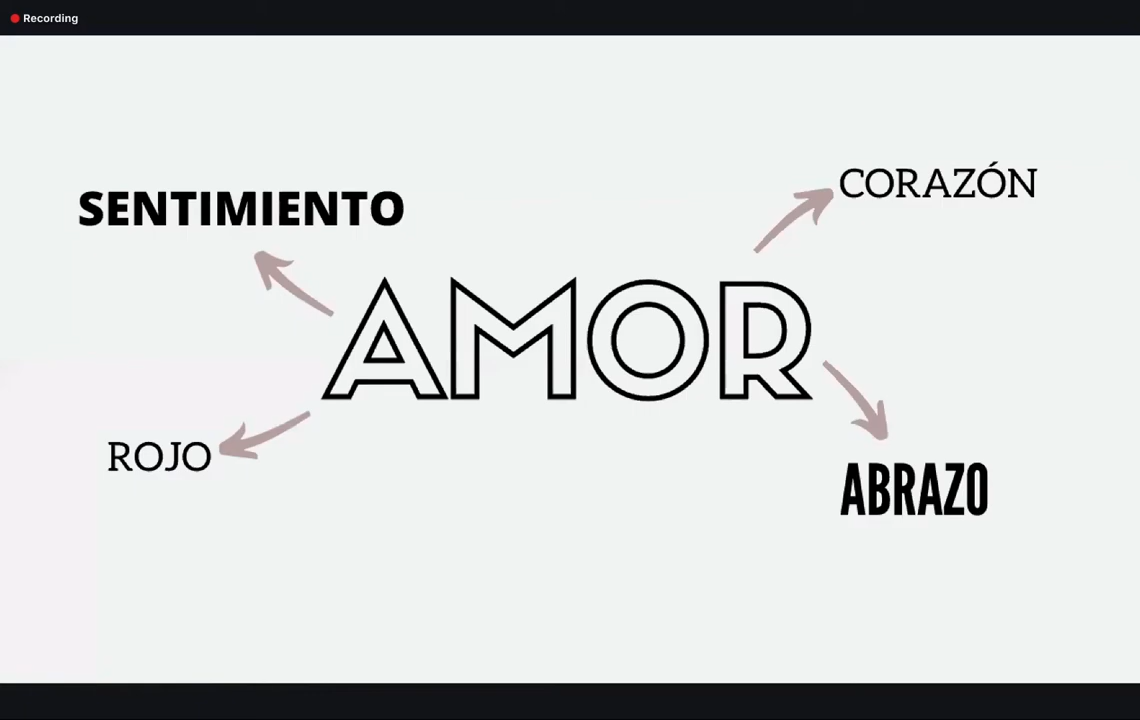 Recording
CORAZÓN
SENTIMIENTO
AMOR
ROJO
ABRAZO